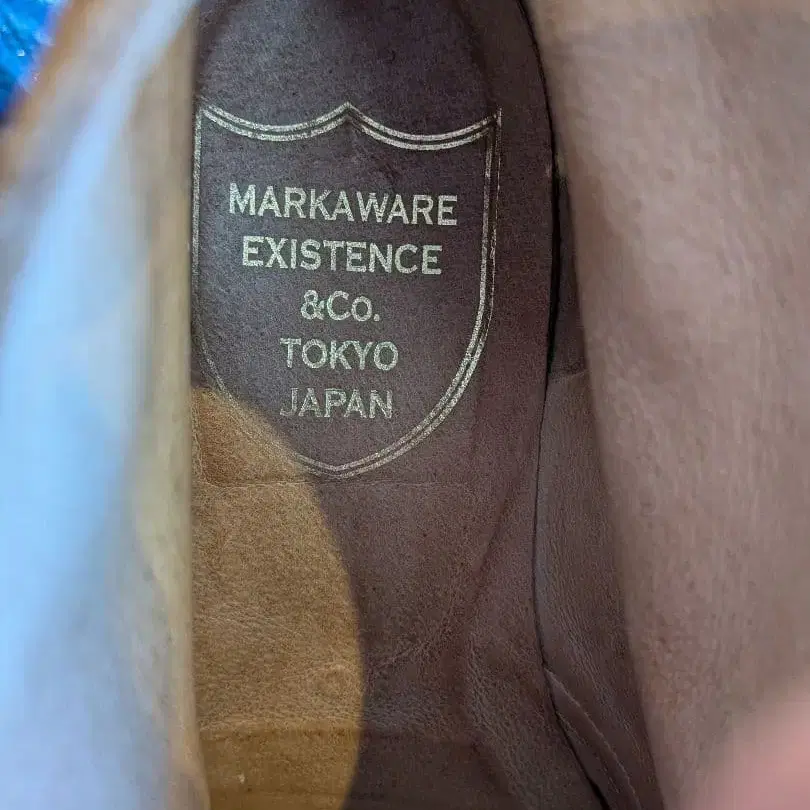 MARKAWARE
EXISTENCE
&Co.
TOKYO
JAPAN